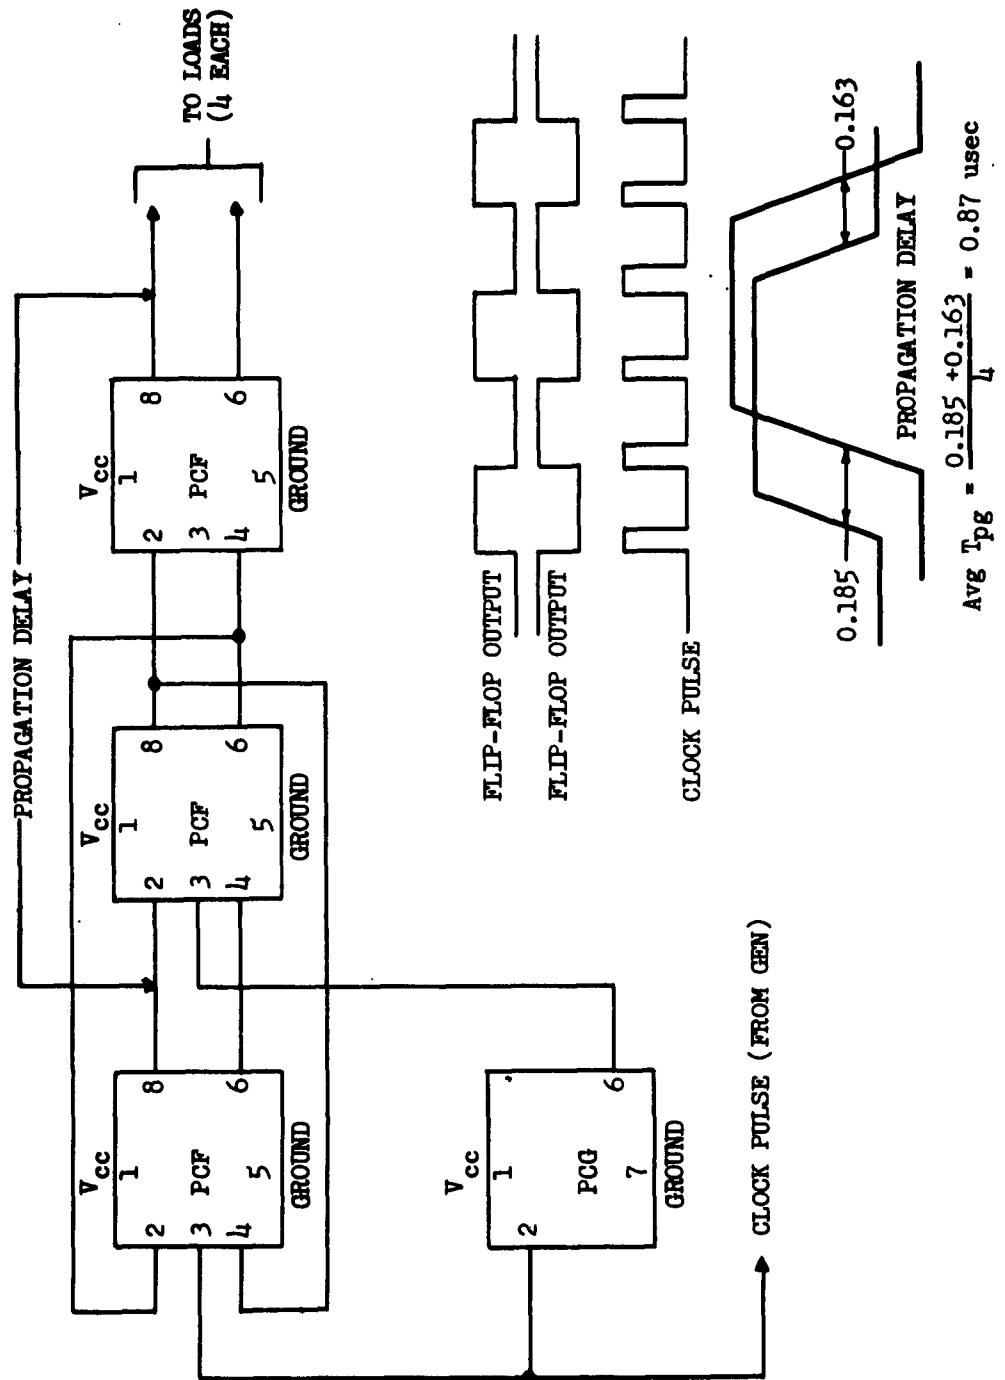 PROPAGATION DELAY
Vcc
1
2
3
4
PCF
5
8
6
GROUND
Vcc
1
2
3
4
PCF
5
8
6
GROUND
Vcc
1
2
3
4
PCF
5
8
6
GROUND
TO LOADS
(4 EACH)
Vcc
1
2
PCG
7
6
GROUND
CLOCK PULSE (FROM GEN)
FLIP-FLOP OUTPUT
FLIP-FLOP OUTPUT
CLOCK PULSE
0.185
0.163
PROPAGATION DELAY
Avg Tpg = 0.185 +0.163 / 4 = 0.87 usec